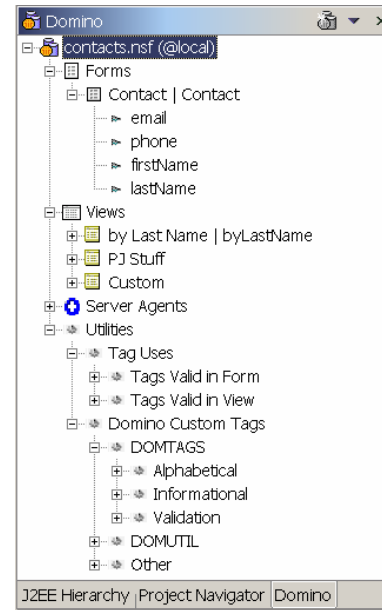 Domino
contacts.nsf (@local)
Forms
Contact | Contact
email
phone
firstName
lastName
Views
by Last Name | byLastName
PJ Stuff
Custom
Server Agents
Utilities
Tag Uses
Tags Valid in Form
Tags Valid in View
Domino Custom Tags
DOMTAGS
Alphabetical
Informational
Validation
DOMUTIL
Other
J2EE Hierarchy Project Navigator Domino